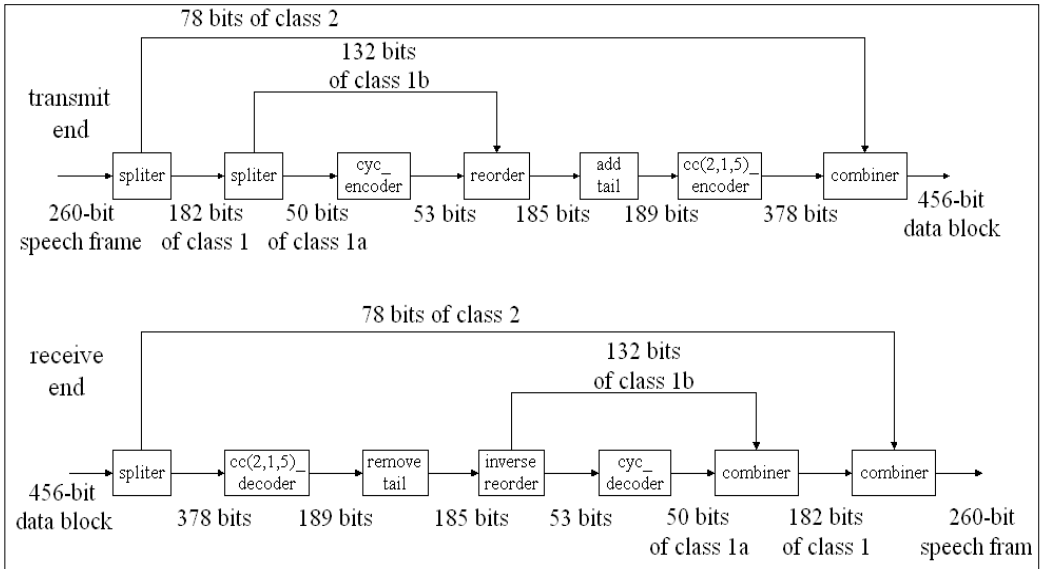 78 bits of class 2
132 bits
of class 1b
transmit
end
spliter
spliter
cyc_
encoder
reorder
add
tail
cc(2,1,5)_
encoder
combiner
260-bit
speech frame
182 bits
of class 1
50 bits
of class 1a
53 bits
185 bits
189 bits
378 bits
456-bit
data block
78 bits of class 2
receive
end
132 bits
of class 1b
spliter
cc(2,1,5)_
decoder
remove
tail
inverse
reorder
cyc_
decoder
combiner
combiner
456-bit
data block
378 bits
189 bits
185 bits
53 bits
50 bits
of class 1a
182 bits
of class 1
260-bit
speech fram